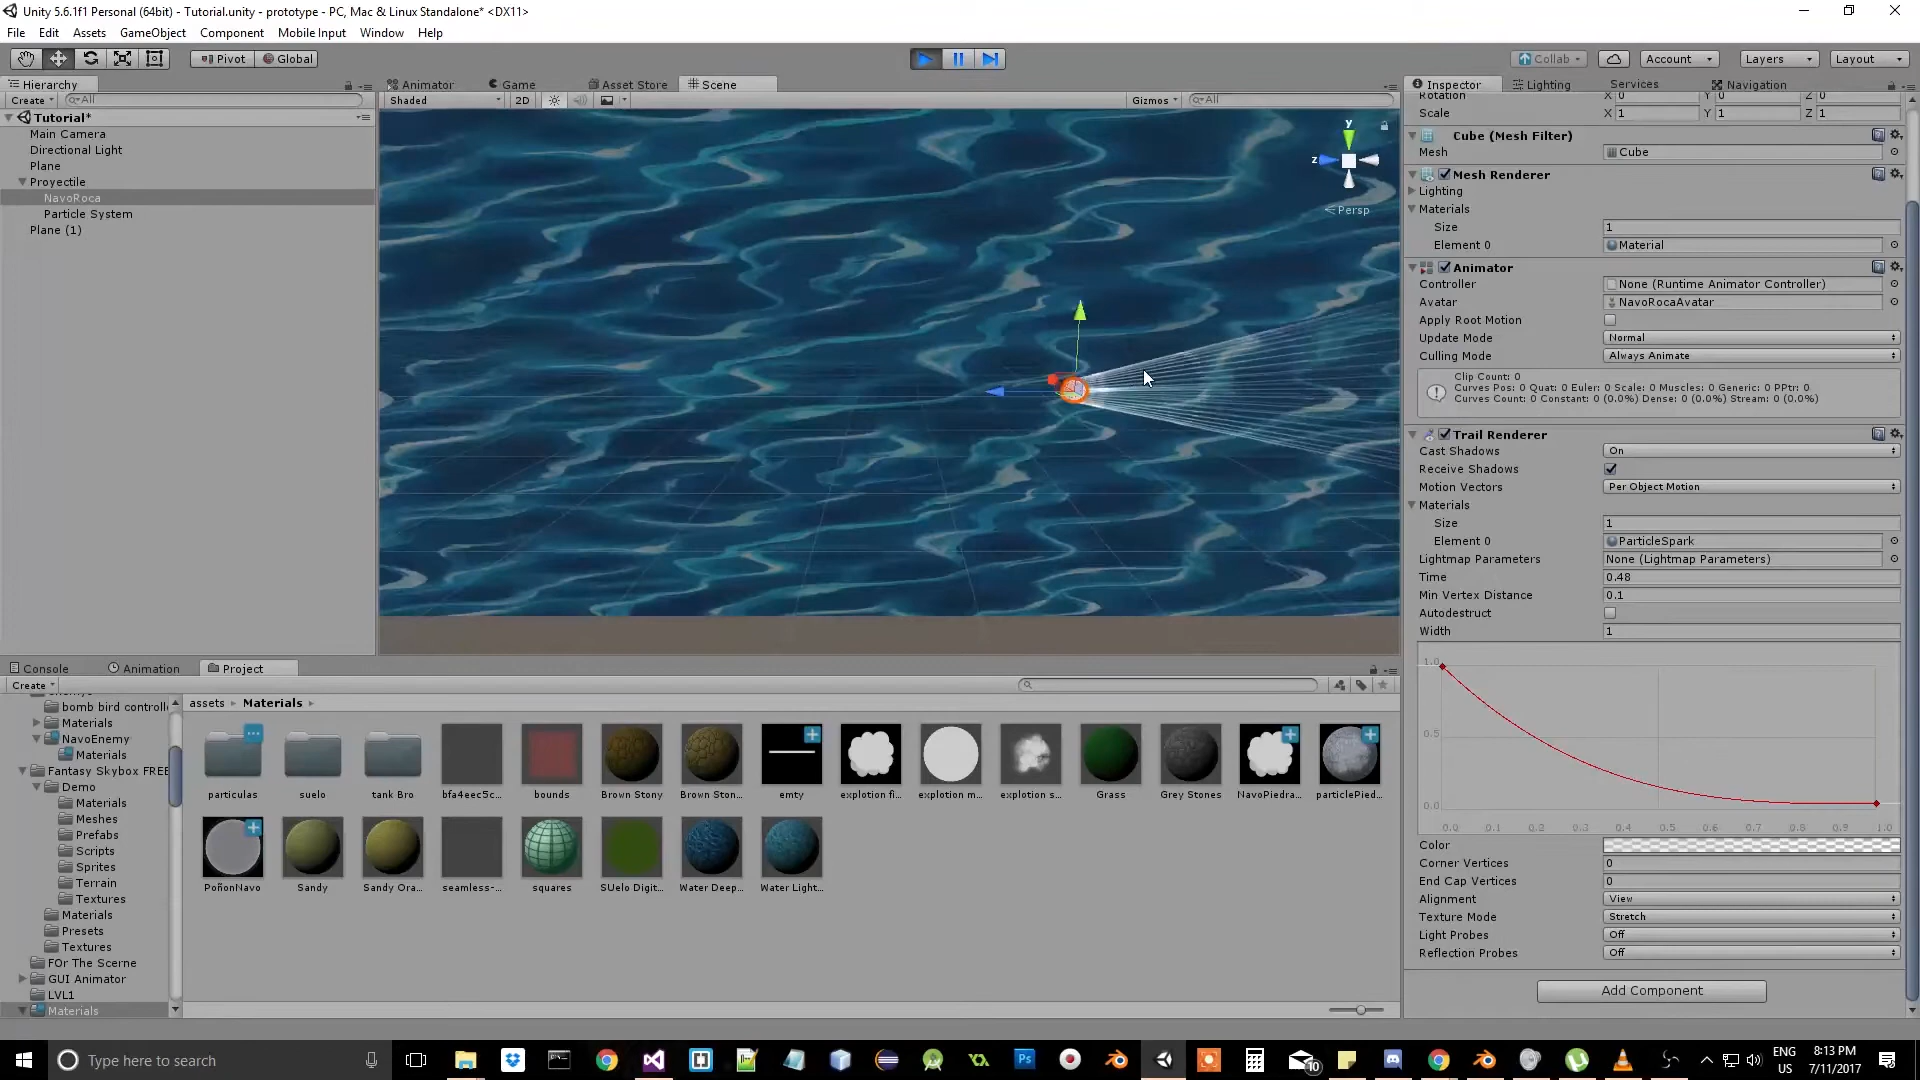 Unity 5.6.1f1 Personal (64bit) - Tutorial.unity - prototype - PC, Mac & Linux Standalone* <DX11>
File Edit Assets GameObject Component Mobile Input Window Help
Pivot Global Collab Account Layers Layout
Hierarchy
Create All
Tutorial*
Main Camera
Directional Light
Plane
Proyectile
NavoRoca
Particle System
Plane (1)
Animator Game Asset Store Scene
Shaded 2D Gizmos All
y
z
Persp
Inspector Lighting Services Navigation
Rotation X 0 Y 0 Z 0
Scale X 1 Y 1 Z 1
Cube (Mesh Filter)
Mesh Cube
Mesh Renderer
Lighting
Materials
Size 1
Element 0 Material
Animator
Controller None (Runtime Animator Controller)
Avatar NavoRocaAvatar
Apply Root Motion
Update Mode Normal
Culling Mode Always Animate
Clip Count: 0
Curves Pos: 0 Quat: 0 Euler: 0 Scale: 0 Muscles: 0 Generic: 0 PPtr: 0
Curves Count: 0 Constant: 0 (0.0%) Dense: 0 (0.0%) Stream: 0 (0.0%)
Trail Renderer
Cast Shadows On
Receive Shadows
Motion Vectors Per Object Motion
Materials
Size 1
Element 0 ParticleSpark
Lightmap Parameters None (Lightmap Parameters)
Time 0.48
Min Vertex Distance 0.1
Autodestruct
Width 1
1.0
0.5
0.0
0.0 0.1 0.2 0.3 0.4 0.5 0.6 0.7 0.8 0.9 1.0
Color
Corner Vertices 0
End Cap Vertices 0
Alignment View
Texture Mode Stretch
Light Probes Off
Reflection Probes Off
Add Component
Console Animation Project
Create
bomb bird controll
Materials
NavoEnemy
Materials
Fantasy Skybox FREE
Demo
Materials
Meshes
Prefabs
Scripts
Sprites
Terrain
Textures
Materials
Presets
Textures
FOr The Scerne
GUI Animator
LVL1
Materials
assets Materials
particulas suelo tank Bro bfa4eec5c... bounds Brown Stony Brown Ston... emty explotion fi... explotion m... explotion s... Grass Grey Stones NavoPiedra... particlePied...
PoñonNavo Sandy Sandy Ora... seamless-... squares SUelo Digit... Water Deep... Water Light...
Type here to search
Ps
10
ENG
US
8:13 PM
7/11/2017